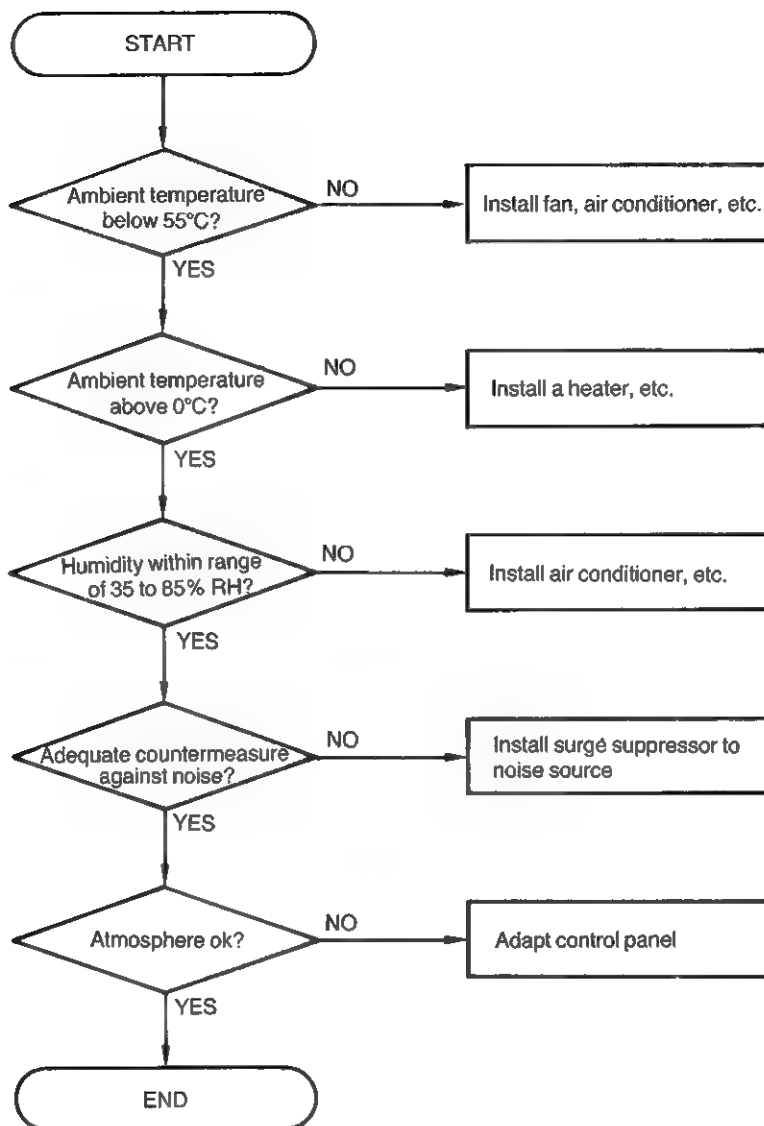 START
Ambient temperature
below 55°C?
NO
Install fan, air conditioner, etc.
YES
Ambient temperature
above 0°C?
NO
Install a heater, etc.
YES
Humidity within range
of 35 to 85% RH?
NO
Install air conditioner, etc.
YES
Adequate countermeasure
against noise?
NO
Install surgé suppressor to
noise source
YES
Atmosphere ok?
NO
Adapt control panel
YES
END